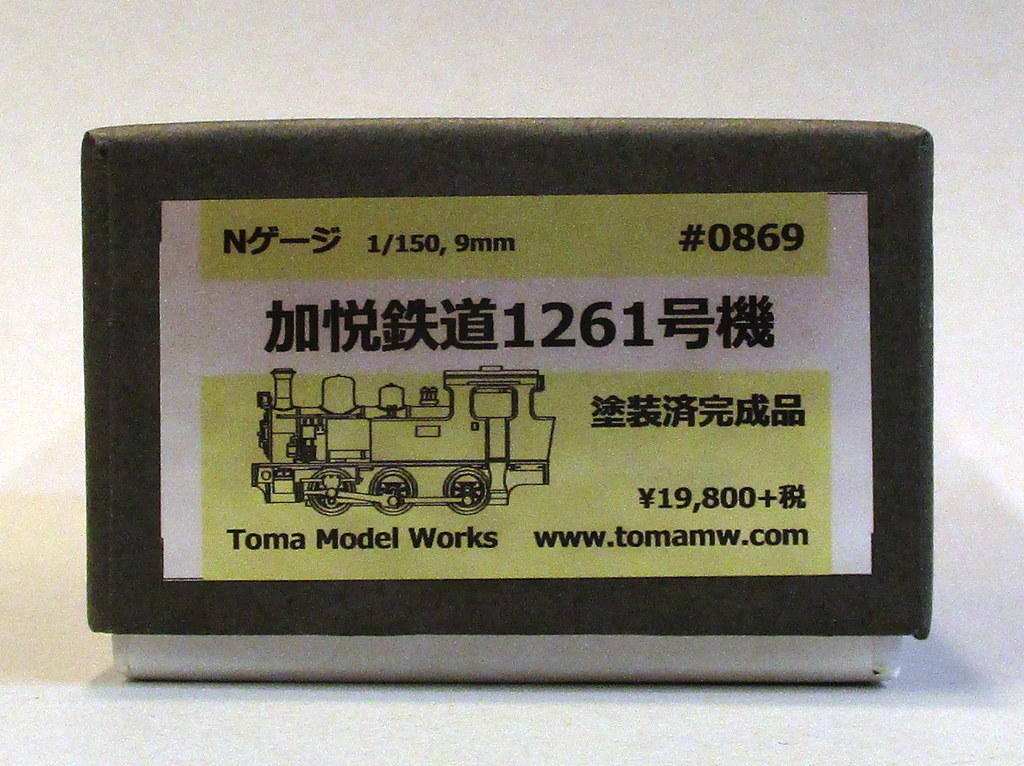 Nゲージ 1/150, 9mm #0869
加悦鉄道1261号機
塗装済完成品
¥19,800+税
Toma Model Works www.tomamw.com